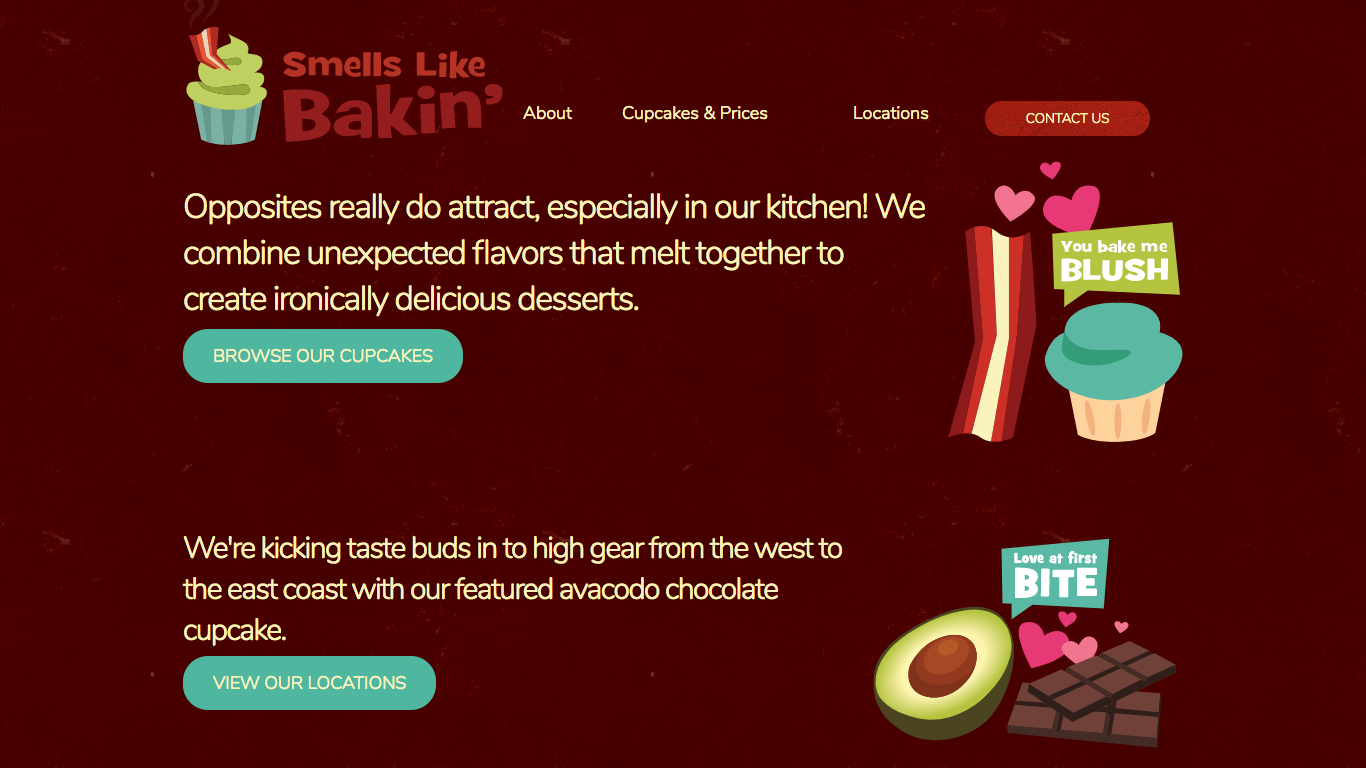 Smells Like
Bakin'
About Cupcakes & Prices Locations CONTACT US
Opposites really do attract, especially in our kitchen! We
combine unexpected flavors that melt together to
create ironically delicious desserts.
BROWSE OUR CUPCAKES
You bake me
BLUSH
We're kicking taste buds in to high gear from the west to
the east coast with our featured avacodo chocolate
cupcake.
VIEW OUR LOCATIONS
Love at first
BITE